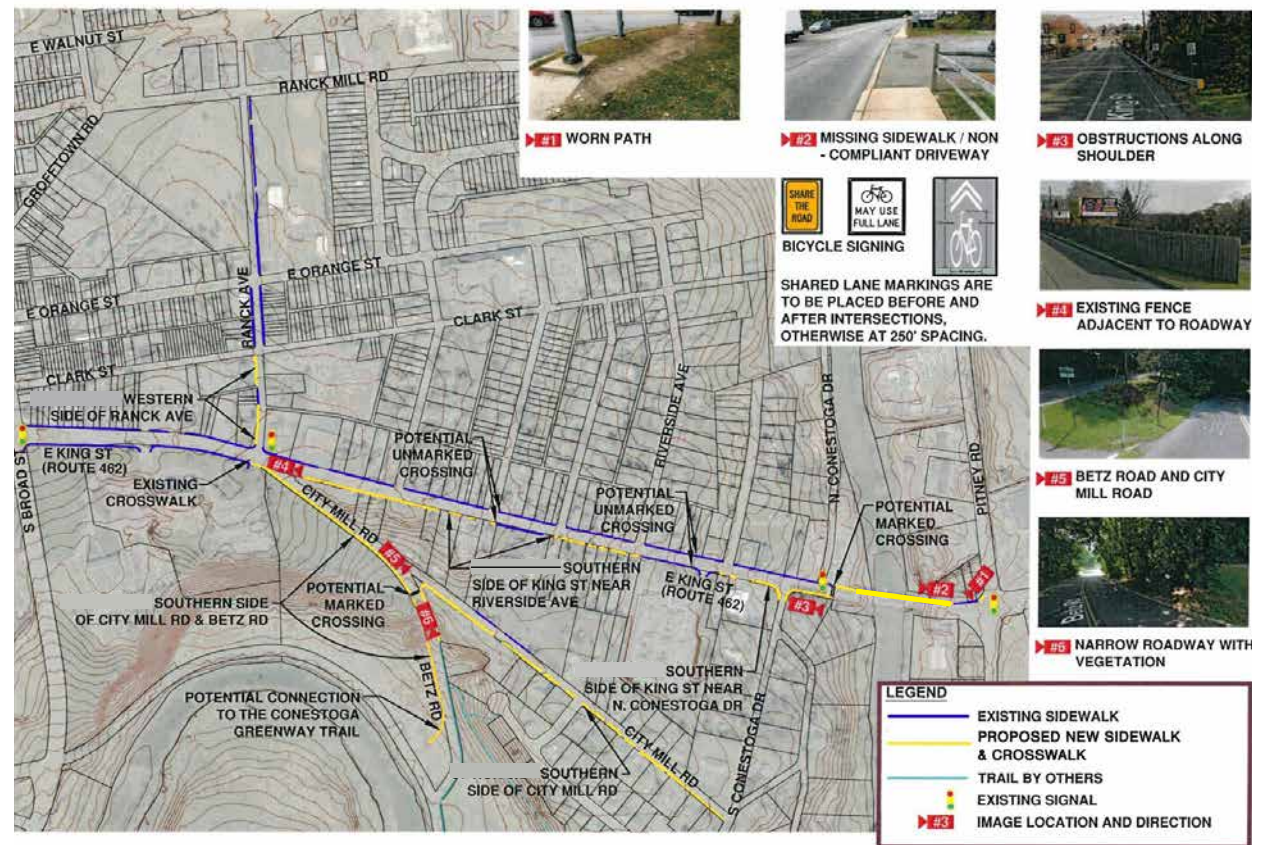 E WALNUT ST
RANCK MILL RD
GROFFTOWN RD
RANCK AVE
E ORANGE ST
E ORANGE ST
CLARK ST
CLARK ST
WESTERN
SIDE OF RANCK AVE
E KING ST
(ROUTE 462)
S BROAD ST
EXISTING
CROSSWALK
#4
CITY MILL RD
POTENTIAL
UNMARKED
CROSSING
RIVERSIDE AVE
POTENTIAL
UNMARKED
CROSSING
N. CONESTOGA DR
PITNEY RD
POTENTIAL
MARKED
CROSSING
#5
#6
POTENTIAL
MARKED
CROSSING
SOUTHERN SIDE
OF CITY MILL RD & BETZ RD
SOUTHERN
SIDE OF KING ST NEAR
RIVERSIDE AVE
E KING ST
(ROUTE 462)
#3
#2
#1
BETZ RD
POTENTIAL CONNECTION
TO THE CONESTOGA
GREENWAY TRAIL
SOUTHERN
SIDE OF KING ST NEAR
N. CONESTOGA DR
CITY MILL RD
S CONESTOGA DR
SOUTHERN
SIDE OF CITY MILL RD
#1 WORN PATH
#2 MISSING SIDEWALK / NON
- COMPLIANT DRIVEWAY
King St
#3 OBSTRUCTIONS ALONG
SHOULDER
SHARE
THE
ROAD
MAY USE
FULL LANE
BICYCLE SIGNING
SHARED LANE MARKINGS ARE
TO BE PLACED BEFORE AND
AFTER INTERSECTIONS,
OTHERWISE AT 250' SPACING.
#4 EXISTING FENCE
ADJACENT TO ROADWAY
#5 BETZ ROAD AND CITY
MILL ROAD
#6 NARROW ROADWAY WITH
VEGETATION
LEGEND
EXISTING SIDEWALK
PROPOSED NEW SIDEWALK
& CROSSWALK
TRAIL BY OTHERS
EXISTING SIGNAL
#3 IMAGE LOCATION AND DIRECTION